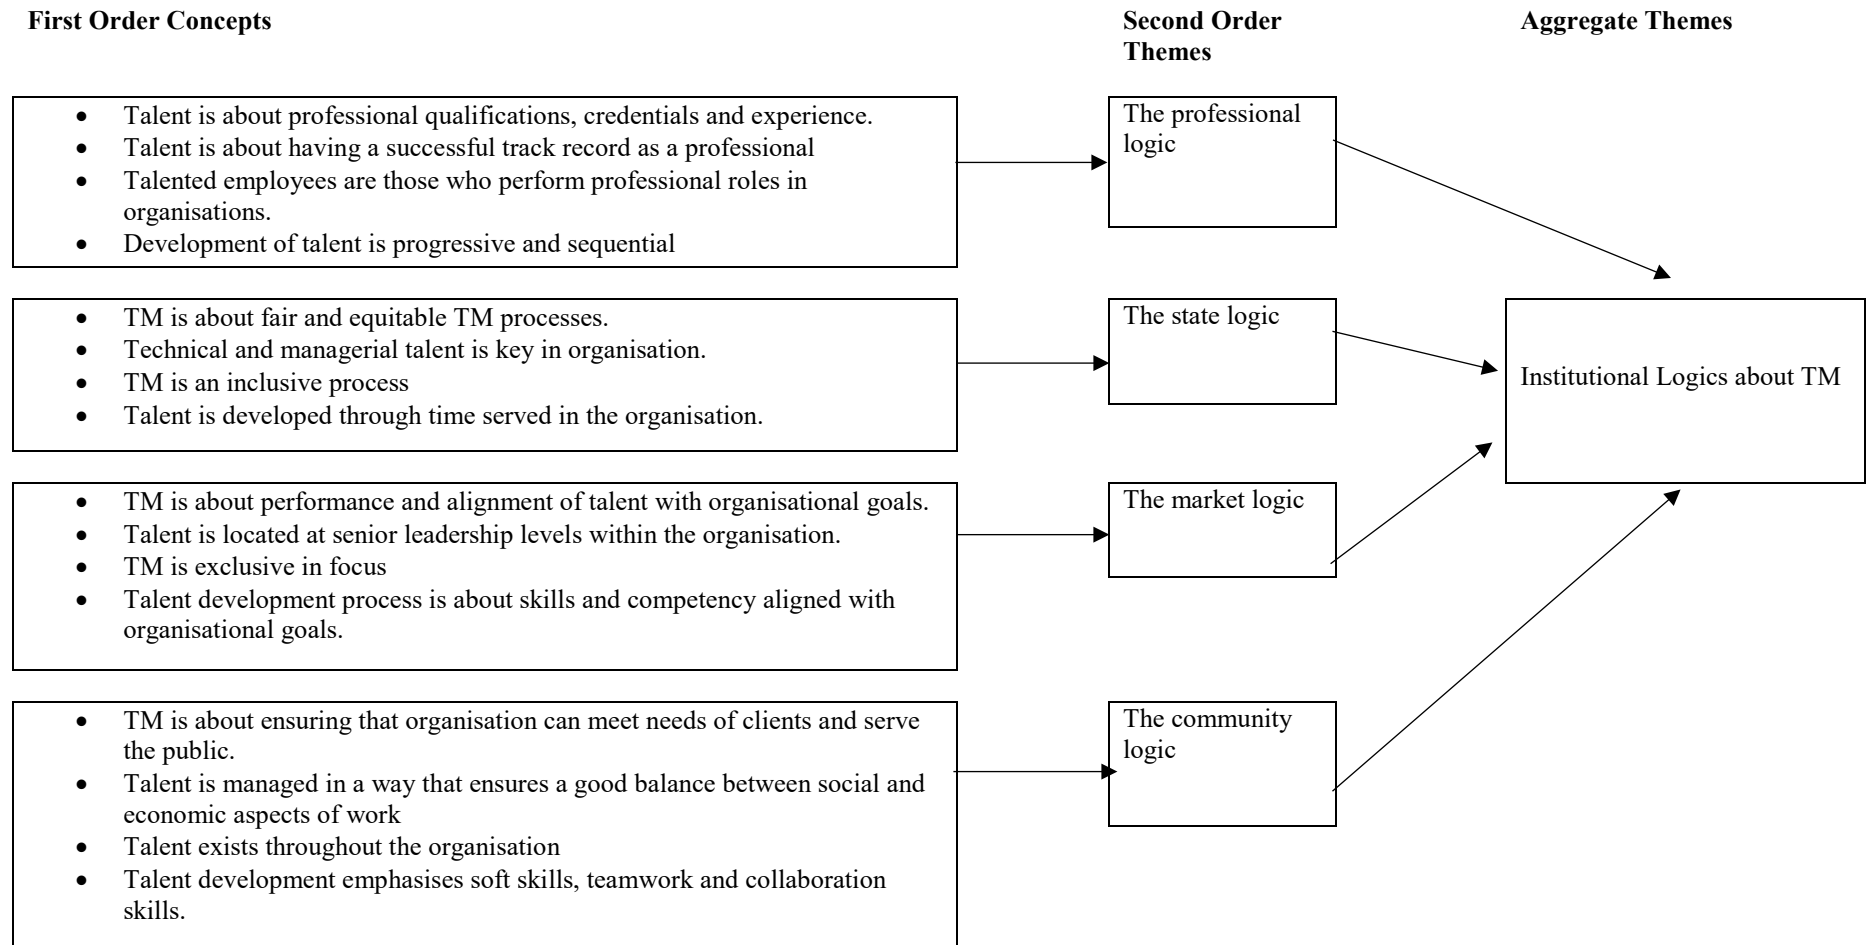 First Order Concepts
Second Order
Themes
Aggregate Themes
• Talent is about professional qualifications, credentials and experience.
• Talent is about having a successful track record as a professional
• Talented employees are those who perform professional roles in
organisations.
• Development of talent is progressive and sequential
The professional
logic
• TM is about fair and equitable TM processes.
• Technical and managerial talent is key in organisation.
• TM is an inclusive process
• Talent is developed through time served in the organisation.
The state logic
Institutional Logics about TM
• TM is about performance and alignment of talent with organisational goals.
• Talent is located at senior leadership levels within the organisation.
• TM is exclusive in focus
• Talent development process is about skills and competency aligned with
organisational goals.
The market logic
• TM is about ensuring that organisation can meet needs of clients and serve
the public.
• Talent is managed in a way that ensures a good balance between social and
economic aspects of work
• Talent exists throughout the organisation
• Talent development emphasises soft skills, teamwork and collaboration
skills.
The community
logic